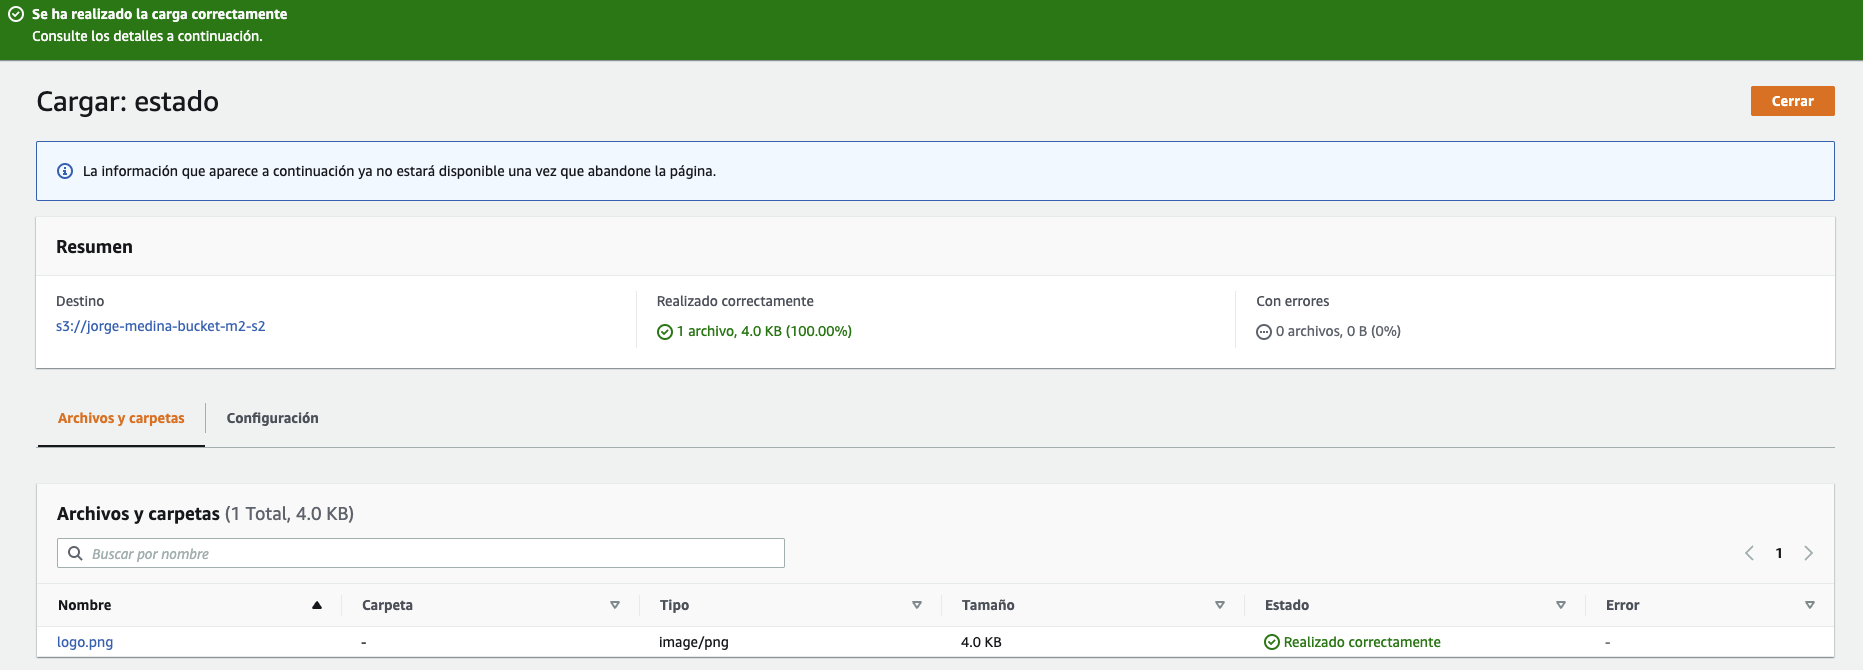 Se ha realizado la carga correctamente
Consulte los detalles a continuación.
Cargar: estado
Cerrar
La información que aparece a continuación ya no estará disponible una vez que abandone la página.
Resumen
Destino
s3://jorge-medina-bucket-m2-s2
Realizado correctamente
1 archivo, 4.0 KB (100.00%)
Con errores
0 archivos, 0 B (0%)
Archivos y carpetas
Configuración
Archivos y carpetas (1 Total, 4.0 KB)
Buscar por nombre
1
Nombre Carpeta Tipo Tamaño Estado Error
logo.png - image/png 4.0 KB Realizado correctamente -